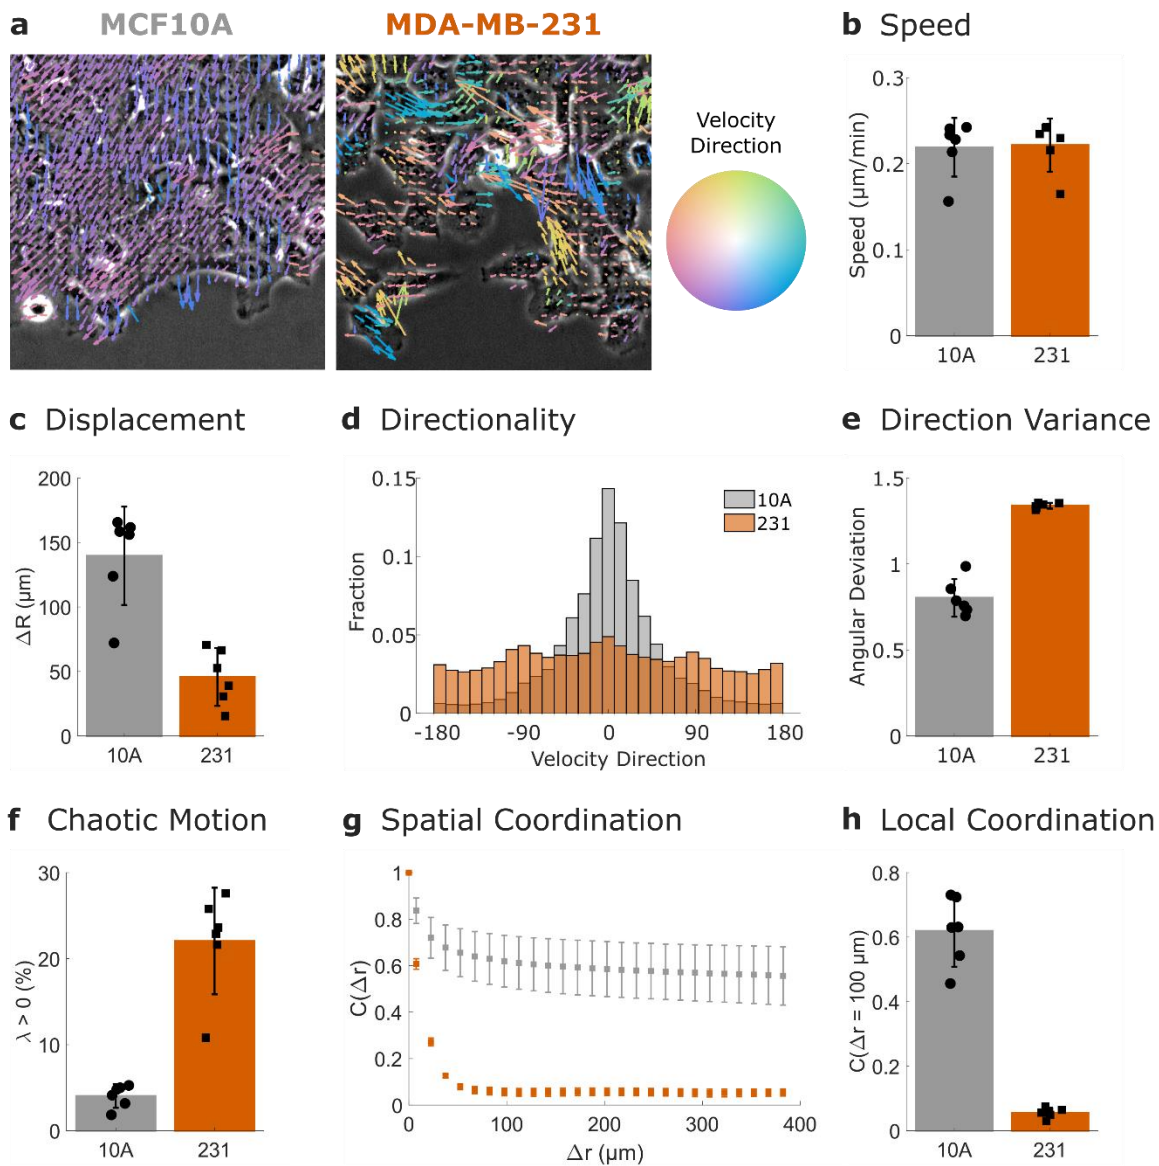 a MCF10A MDA-MB-231 b Speed
Velocity
Direction
Speed (μm/min)
0.3
0.2
0.1
0
10A 231
c Displacement d Directionality e Direction Variance
ΔR (μm)
200
150
100
50
0
10A 231
Fraction
0.15
0.1
0.05
0
-180 -90 0 90 180
Velocity Direction
10A
231
Angular Deviation
1.5
1
0.5
0
10A 231
f Chaotic Motion g Spatial Coordination h Local Coordination
λ > 0 (%)
30
20
10
0
10A 231
C(Δr)
1
0.8
0.6
0.4
0.2
0
0 200 400
Δr (μm)
C(Δr = 100 μm)
0.8
0.6
0.4
0.2
0
10A 231